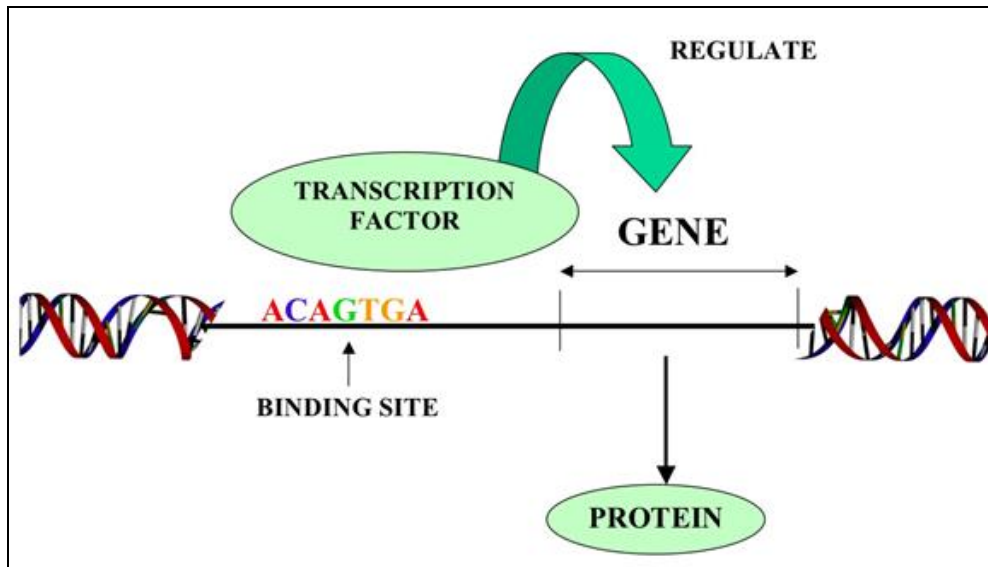 REGULATE
TRANSCRIPTION
FACTOR
GENE
ACAGTGA
BINDING SITE
PROTEIN